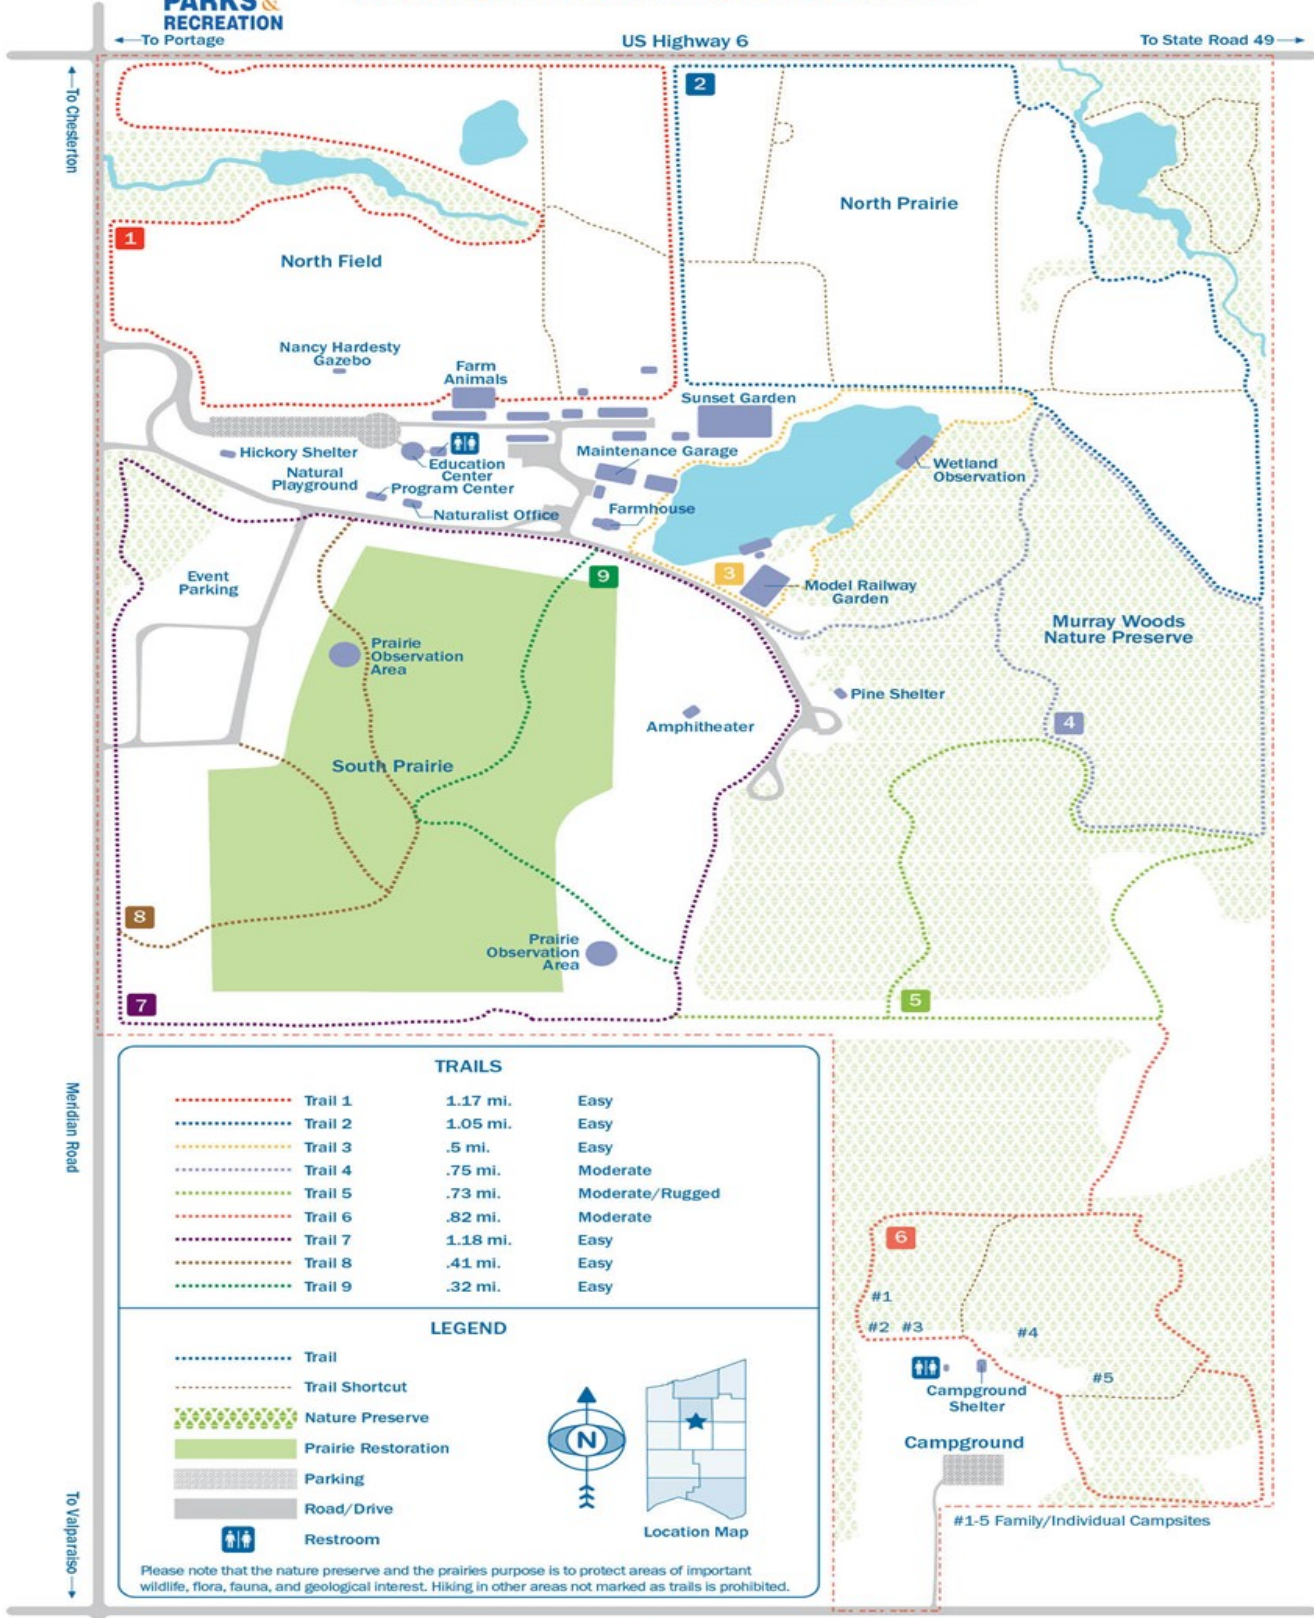 PARKS &
RECREATION
←To Portage
US Highway 6
To State Road 49→
←To Chesterton
2
North Prairie
1
North Field
Nancy Hardesty
Gazebo
Farm
Animals
Sunset Garden
Hickory Shelter
Education
Center
Maintenance Garage
Wetland
Observation
Natural
Playground
Program Center
Naturalist Office
Farmhouse
Event
Parking
9
3
Model Railway
Garden
Murray Woods
Nature Preserve
Prairie
Observation
Area
Pine Shelter
Amphitheater
4
South Prairie
8
Prairie
Observation
Area
7
5
Meridian Road
To Valparaiso→
TRAILS
Trail 1 1.17 mi. Easy
Trail 2 1.05 mi. Easy
Trail 3 .5 mi. Easy
Trail 4 .75 mi. Moderate
Trail 5 .73 mi. Moderate/Rugged
Trail 6 .82 mi. Moderate
Trail 7 1.18 mi. Easy
Trail 8 .41 mi. Easy
Trail 9 .32 mi. Easy
LEGEND
Trail
Trail Shortcut
Nature Preserve
Prairie Restoration
Parking
Road/Drive
Restroom
N
Location Map
Please note that the nature preserve and the prairies purpose is to protect areas of important
wildlife, flora, fauna, and geological interest. Hiking in other areas not marked as trails is prohibited.
6
#1
#2 #3
#4
#5
Campground
Shelter
Campground
#1-5 Family/Individual Campsites